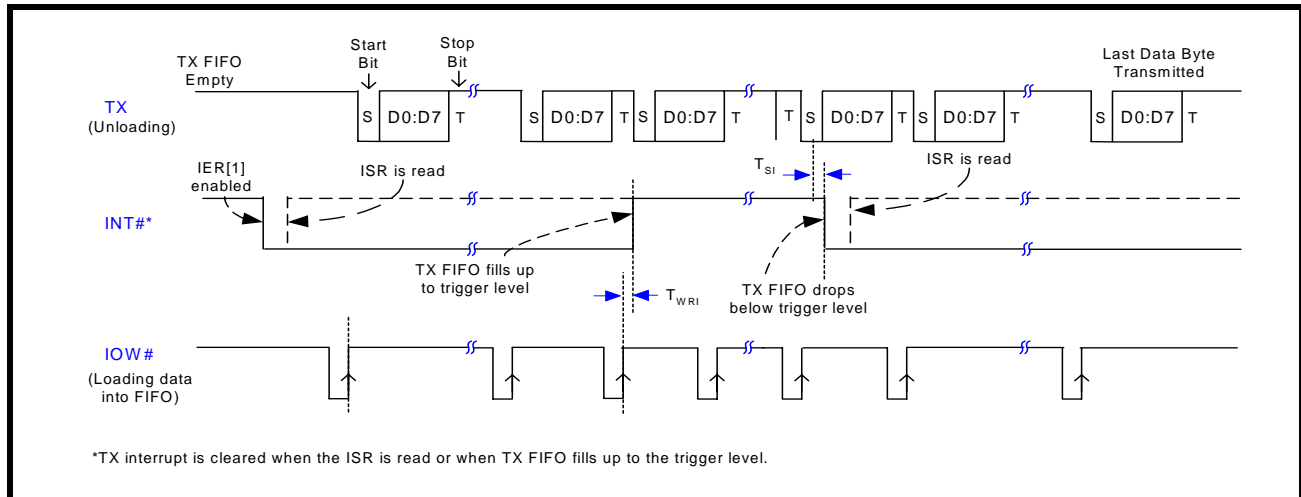 Start
Bit
Stop
Bit
TX FIFO
Empty
Last Data Byte
Transmitted
TX
(Unloading)
S D0:D7 T S D0:D7 T S D0:D7 T T S D0:D7 T S D0:D7 T S D0:D7 T
IER[1]
enabled
ISR is read
TSI
ISR is read
INT#*
TX FIFO fills up
to trigger level
TWRI
TX FIFO drops
below trigger level
IOW#
(Loading data
into FIFO)
*TX interrupt is cleared when the ISR is read or when TX FIFO fills up to the trigger level.